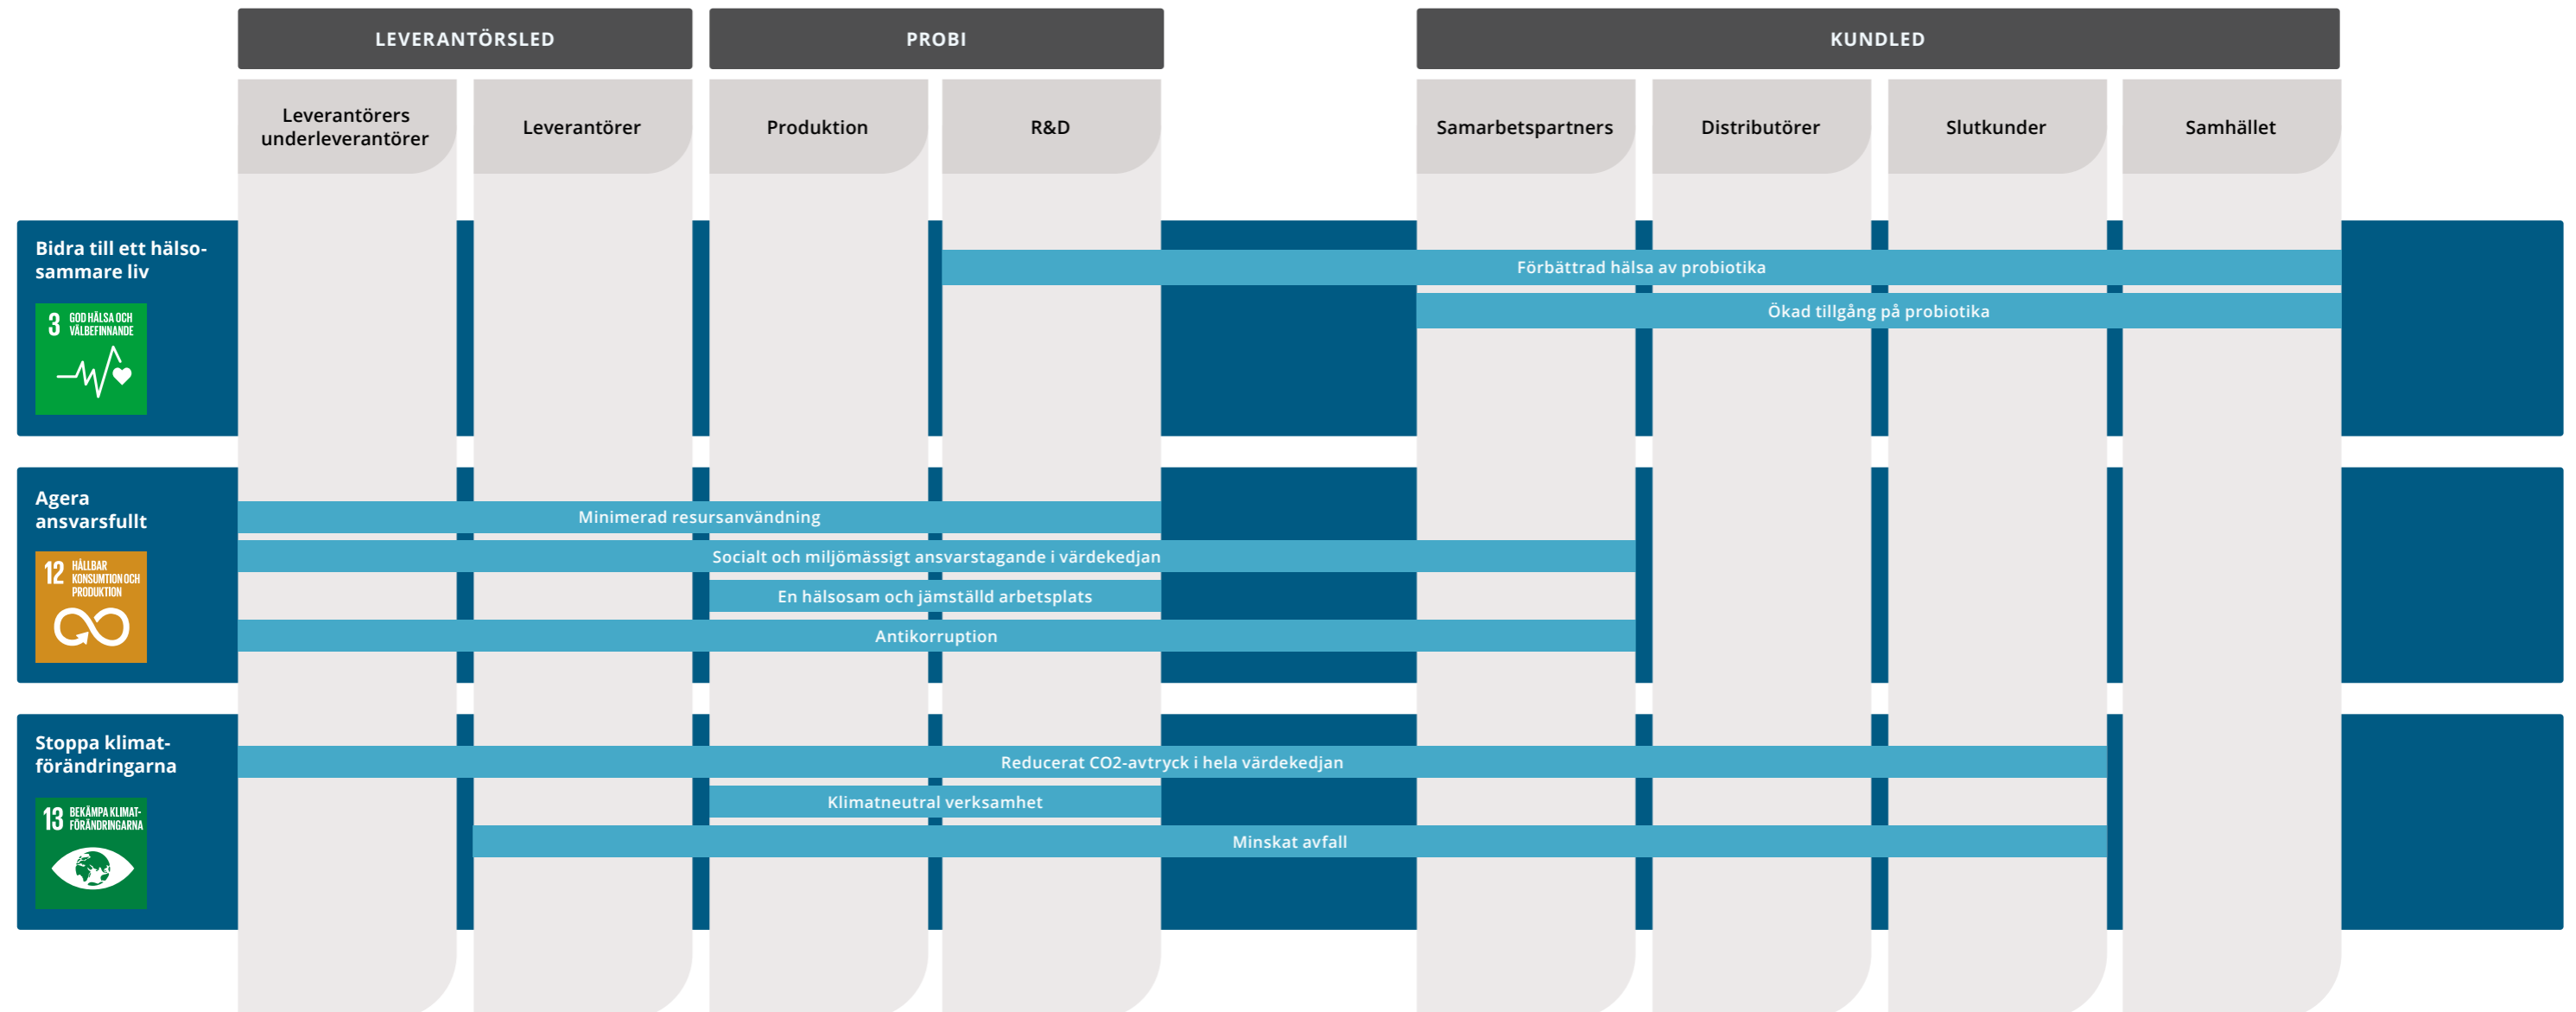 LEVERANTÖRSLED
PROBI
KUNDLED
Leverantörers
underleverantörer
Leverantörer
Produktion
R&D
Samarbetspartners
Distributörer
Slutkunder
Samhället
Bidra till ett hälso-
sammare liv
3 GOD HÄLSA OCH
VÄLBEFINNANDE
Förbättrad hälsa av probiotika
Ökad tillgång på probiotika
Agera
ansvarsfullt
12 HÅLLBAR
KONSUMTION OCH
PRODUKTION
Minimerad resursanvändning
Socialt och miljömässigt ansvarstagande i värdekedjan
En hälsosam och jämställd arbetsplats
Antikorruption
Stoppa klimat-
förändringarna
13 BEKÄMPA KLIMAT-
FÖRÄNDRINGARNA
Reducerat CO2-avtryck i hela värdekedjan
Klimatneutral verksamhet
Minskat avfall